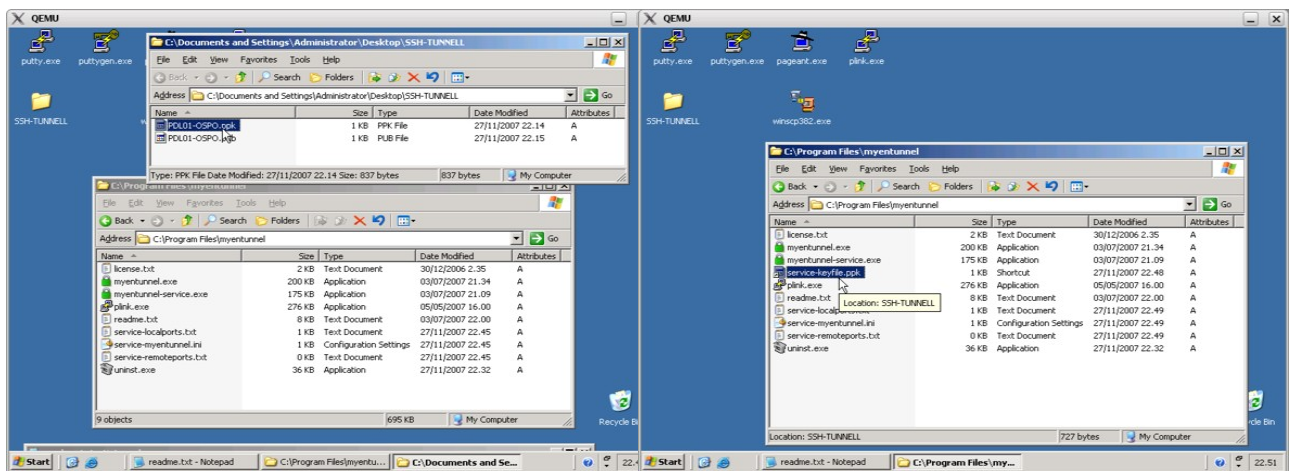 QEMU
putty.exe
puttygen.exe
SSH-TUNNELL
C:\Documents and Settings\Administrator\Desktop\SSH-TUNNELL
File Edit View Favorites Tools Help
Back Search Folders
Address C:\Documents and Settings\Administrator\Desktop\SSH-TUNNELL Go
Name Size Type Date Modified Attributes
PDL01-OSPO.ppk 1 KB PPK File 27/11/2007 22.14 A
PDL01-OSPO. 1 KB PUB File 27/11/2007 22.15 A
Type: PPK File Date Modified: 27/11/2007 22.14 Size: 837 bytes 837 bytes My Computer
C:\Program Files\myentunnel
File Edit View Favorites Tools Help
Back Search Folders
Address C:\Program Files\myentunnel Go
Name Size Type Date Modified Attributes
license.txt 2 KB Text Document 30/12/2006 2.35 A
myentunnel.exe 200 KB Application 03/07/2007 21.34 A
myentunnel-service.exe 175 KB Application 03/07/2007 21.09 A
plink.exe 276 KB Application 05/05/2007 16.00 A
readme.txt 8 KB Text Document 03/07/2007 22.00 A
service-localports.txt 1 KB Text Document 27/11/2007 22.45 A
service-myentunnel.ini 1 KB Configuration Settings 27/11/2007 22.45 A
service-remoteports.txt 0 KB Text Document 27/11/2007 22.45 A
uninst.exe 36 KB Application 27/11/2007 22.32 A
9 objects 695 KB My Computer
Recycle Bi
Start readme.txt - Notepad C:\Program Files\myentu... C:\Documents and Se... 22.
QEMU
putty.exe
puttygen.exe
pageant.exe
plink.exe
SSH-TUNNELL
winscp382.exe
C:\Program Files\myentunnel
File Edit View Favorites Tools Help
Back Search Folders
Address C:\Program Files\myentunnel Go
Name Size Type Date Modified Attributes
license.txt 2 KB Text Document 30/12/2006 2.35 A
myentunnel.exe 200 KB Application 03/07/2007 21.34 A
myentunnel-service.exe 175 KB Application 03/07/2007 21.09 A
service-keyfile.ppk 1 KB Shortcut 27/11/2007 22.48 A
plink.exe 276 KB Application 05/05/2007 16.00 A
readme.txt 8 KB Text Document 03/07/2007 22.00 A
Location: SSH-TUNNELL
service-localports.txt 1 KB Text Document 27/11/2007 22.49 A
service-myentunnel.ini 1 KB Configuration Settings 27/11/2007 22.49 A
service-remoteports.txt 0 KB Text Document 27/11/2007 22.49 A
uninst.exe 36 KB Application 27/11/2007 22.32 A
Location: SSH-TUNNELL 727 bytes My Computer
cle Bin
Start readme.txt - Notepad C:\Program Files\my... 22.51